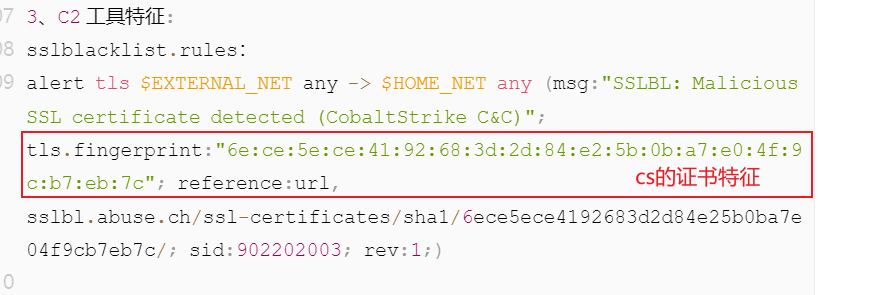 07 3、C2 工具特征:
08 sslblacklist.rules:
09 alert tls $EXTERNAL_NET any -> $HOME_NET any (msg:"SSLBL: Malicious
SSL certificate detected (CobaltStrike C&C)";
tls.fingerprint:"6e:ce:5e:ce:41:92:68:3d:2d:84:e2:5b:0b:a7:e0:4f:9
c:b7:eb:7c"; reference:url,
cs的证书特征
sslbl.abuse.ch/ssl-certificates/sha1/6ece5ece4192683d2d84e25b0ba7e
04f9cb7eb7c/; sid:902202003; rev:1;)
0